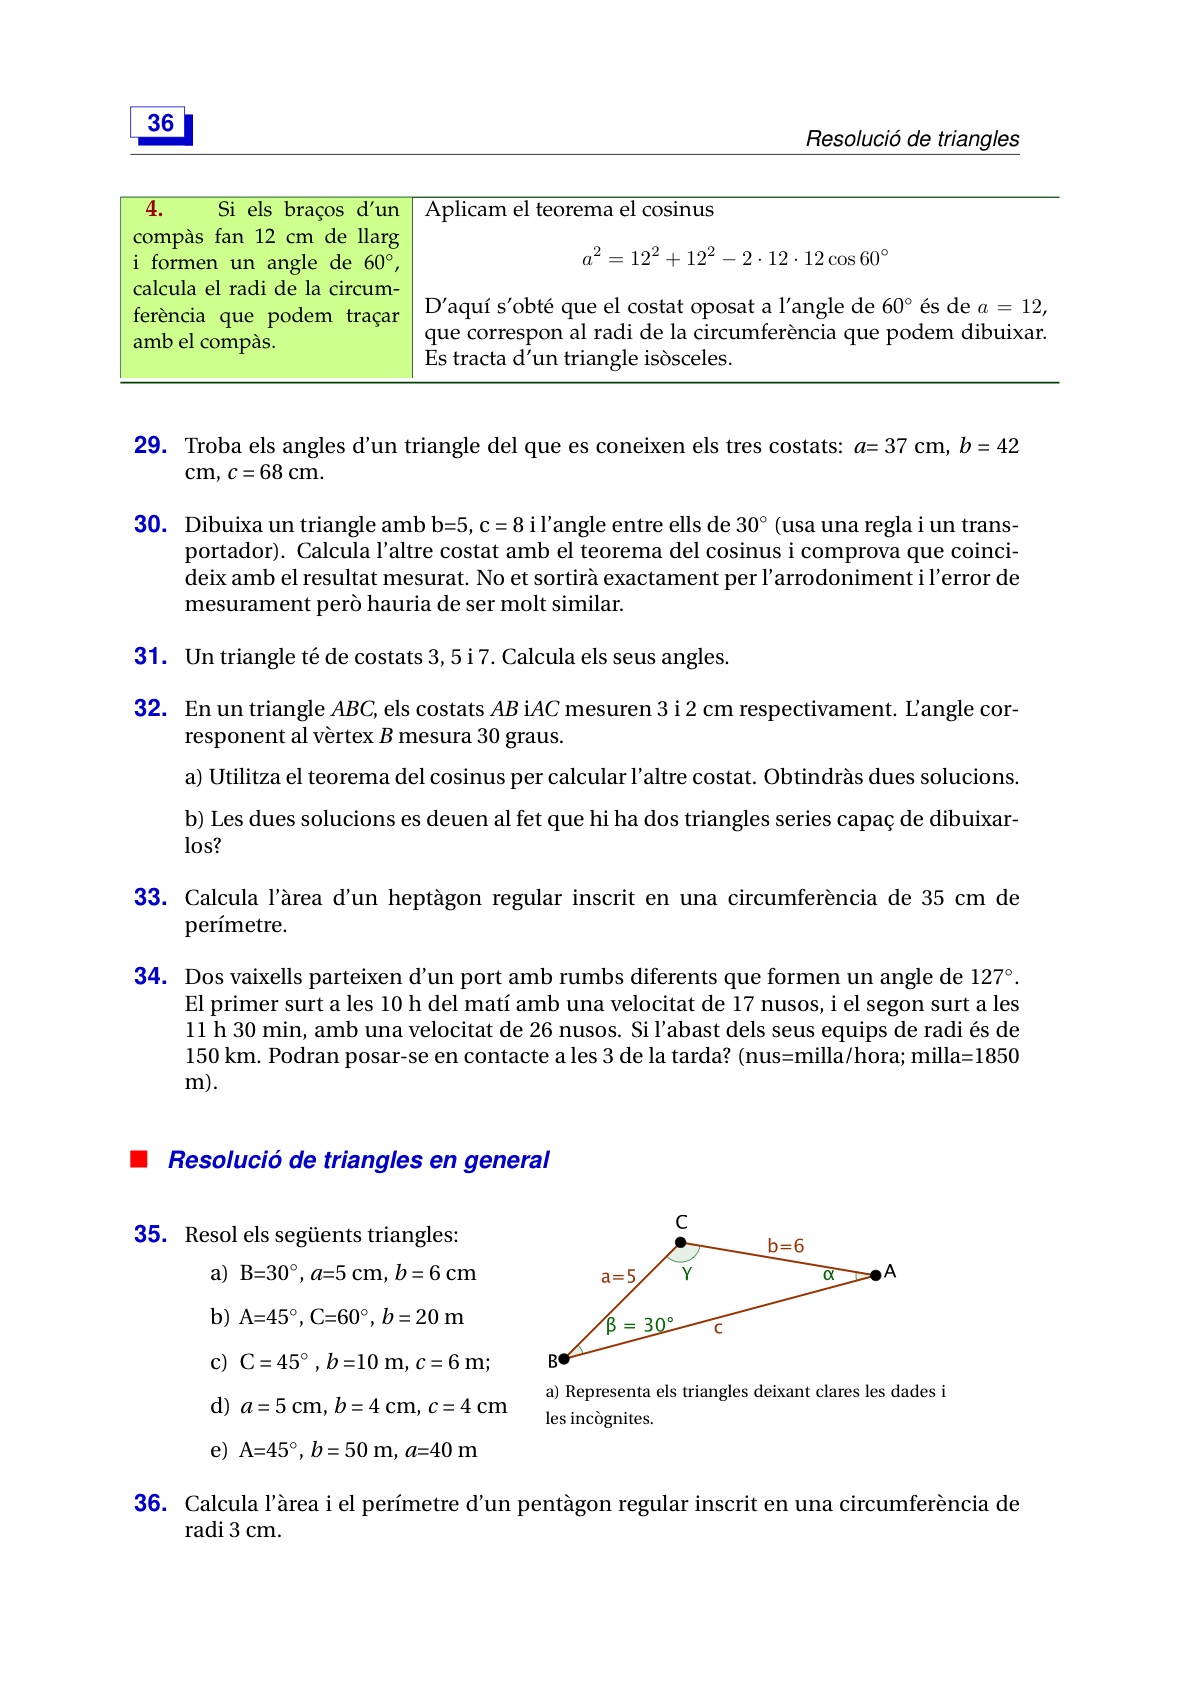 36
Resolució de triangles
4. Si els braços d'un
compàs fan 12 cm de llarg
i formen un angle de 60°,
calcula el radi de la circum-
ferència que podem traçar
amb el compàs.
Aplicam el teorema el cosinus
a² = 12² + 12² − 2 · 12 · 12 cos 60°
D'aquí s'obté que el costat oposat a l'angle de 60° és de a = 12,
que correspon al radi de la circumferència que podem dibuixar.
Es tracta d'un triangle isòsceles.
29. Troba els angles d'un triangle del que es coneixen els tres costats: a= 37 cm, b = 42
cm, c = 68 cm.
30. Dibuixa un triangle amb b=5, c = 8 i l'angle entre ells de 30° (usa una regla i un trans-
portador). Calcula l'altre costat amb el teorema del cosinus i comprova que coinci-
deix amb el resultat mesurat. No et sortirà exactament per l'arrodoniment i l'error de
mesurament però hauria de ser molt similar.
31. Un triangle té de costats 3, 5 i 7. Calcula els seus angles.
32. En un triangle ABC, els costats AB iAC mesuren 3 i 2 cm respectivament. L'angle cor-
responent al vèrtex B mesura 30 graus.
a) Utilitza el teorema del cosinus per calcular l'altre costat. Obtindràs dues solucions.
b) Les dues solucions es deuen al fet que hi ha dos triangles series capaç de dibuixar-
los?
33. Calcula l'àrea d'un heptàgon regular inscrit en una circumferència de 35 cm de
perímetre.
34. Dos vaixells parteixen d'un port amb rumbs diferents que formen un angle de 127°.
El primer surt a les 10 h del matí amb una velocitat de 17 nusos, i el segon surt a les
11 h 30 min, amb una velocitat de 26 nusos. Si l'abast dels seus equips de radi és de
150 km. Podran posar-se en contacte a les 3 de la tarda? (nus=milla/hora; milla=1850
m).
Resolució de triangles en general
35. Resol els següents triangles:
a) B=30°, a=5 cm, b = 6 cm
b) A=45°, C=60°, b = 20 m
c) C = 45° , b =10 m, c = 6 m;
d) a = 5 cm, b = 4 cm, c = 4 cm
e) A=45°, b = 50 m, a=40 m
C
b=6
a=5
γ
α
A
β = 30°
c
B
a) Representa els triangles deixant clares les dades i
les incògnites.
36. Calcula l'àrea i el perímetre d'un pentàgon regular inscrit en una circumferència de
radi 3 cm.